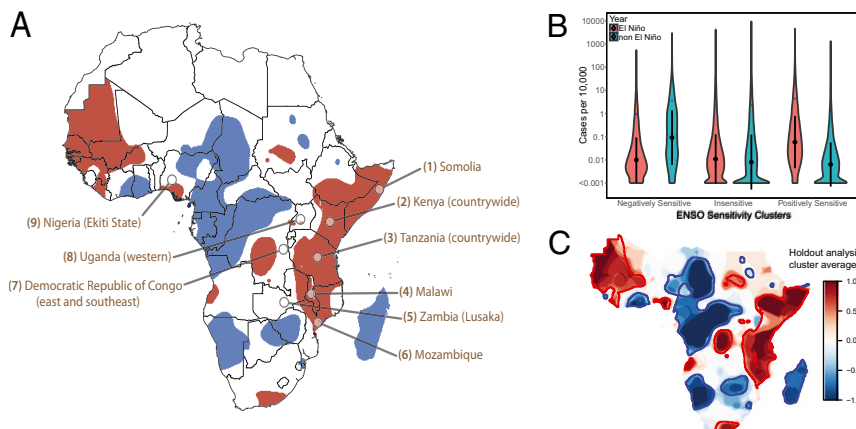 A
(1) Somolia
(2) Kenya (countrywide)
(3) Tanzania (countrywide)
(4) Malawi
(5) Zambia (Lusaka)
(6) Mozambique
(9) Nigeria (Ekiti State)
(8) Uganda (western)
(7) Democratic Republic of Congo
(east and southeast)
B
Year
El Niño
non El Niño
Cases per 10,000
10000
1000
100
10
1
0.1
0.01
<0.001
Negatively Sensitive
Insensitive
Positively Sensitive
ENSO Sensitivity Clusters
C
Holdout analysis
cluster average
1.0
0.5
0.0